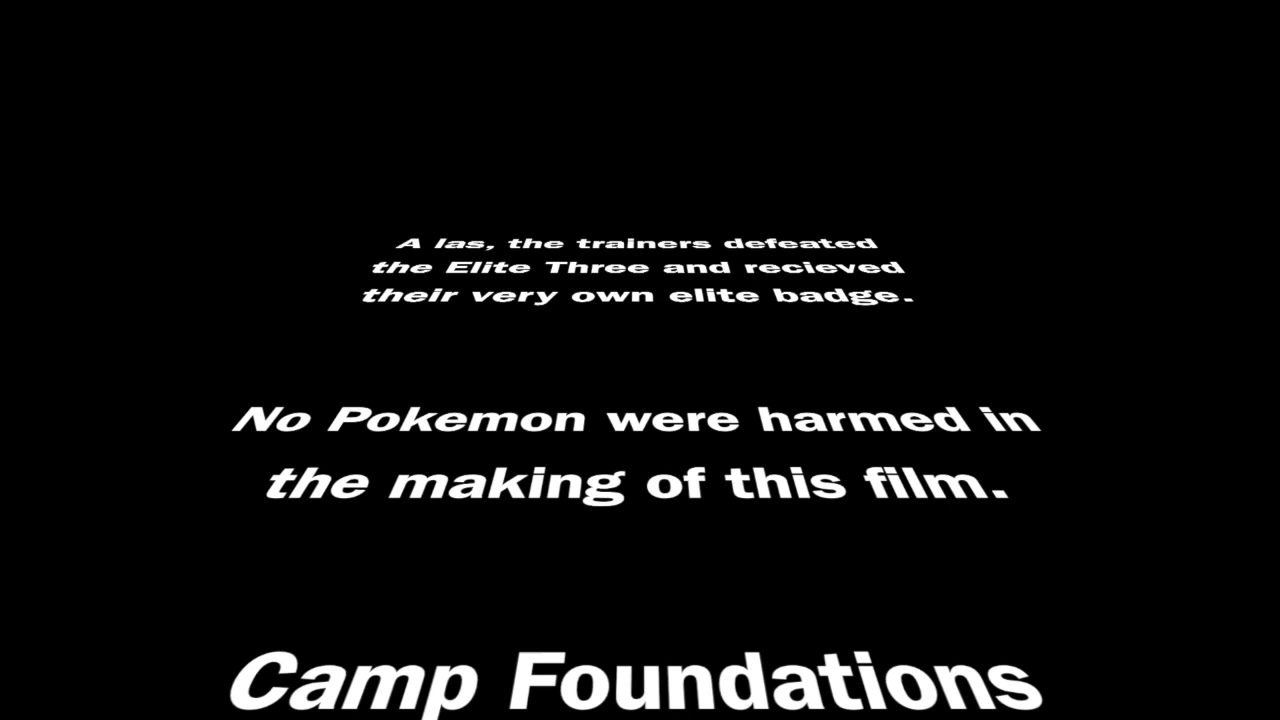 A las, the trainers defeated
the Elite Three and recieved
their very own elite badge.
No Pokemon were harmed in
the making of this film.
Camp Foundations